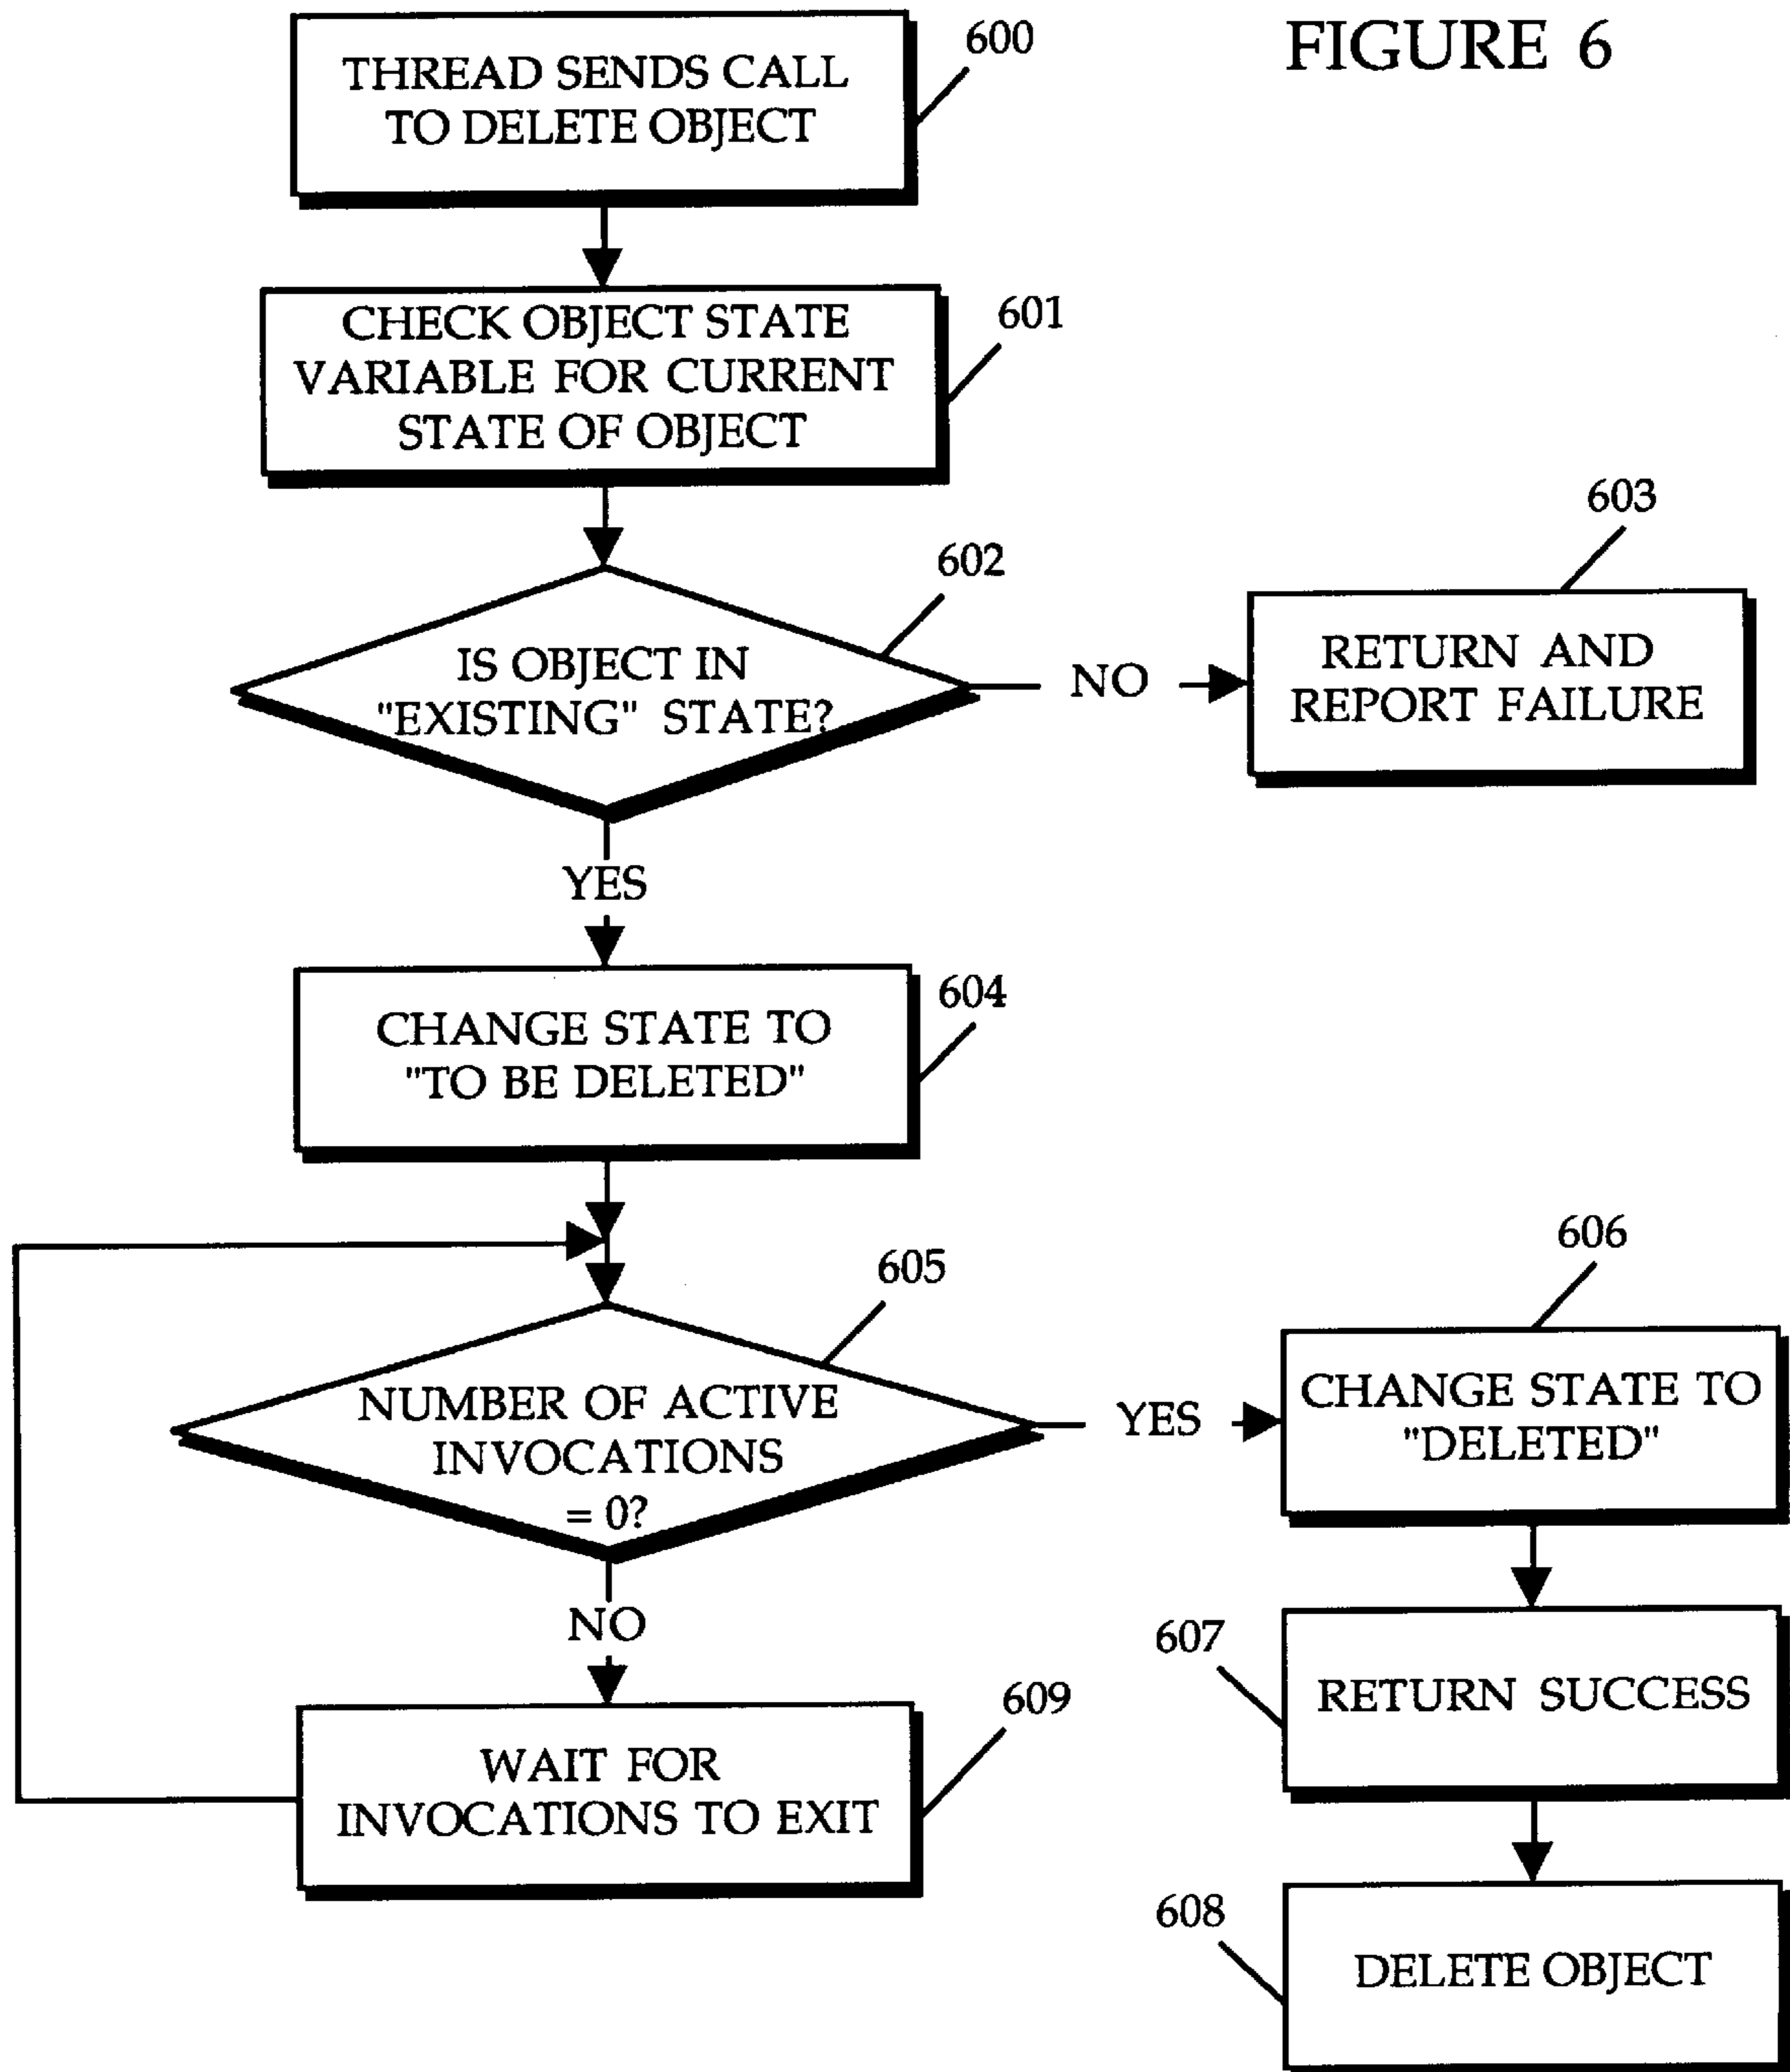 FIGURE 6
600
THREAD SENDS CALL
TO DELETE OBJECT
601
CHECK OBJECT STATE
VARIABLE FOR CURRENT
STATE OF OBJECT
602
IS OBJECT IN
"EXISTING" STATE?
NO
603
RETURN AND
REPORT FAILURE
YES
604
CHANGE STATE TO
"TO BE DELETED"
605
NUMBER OF ACTIVE
INVOCATIONS
= 0?
YES
606
CHANGE STATE TO
"DELETED"
NO
607
RETURN SUCCESS
609
WAIT FOR
INVOCATIONS TO EXIT
608
DELETE OBJECT